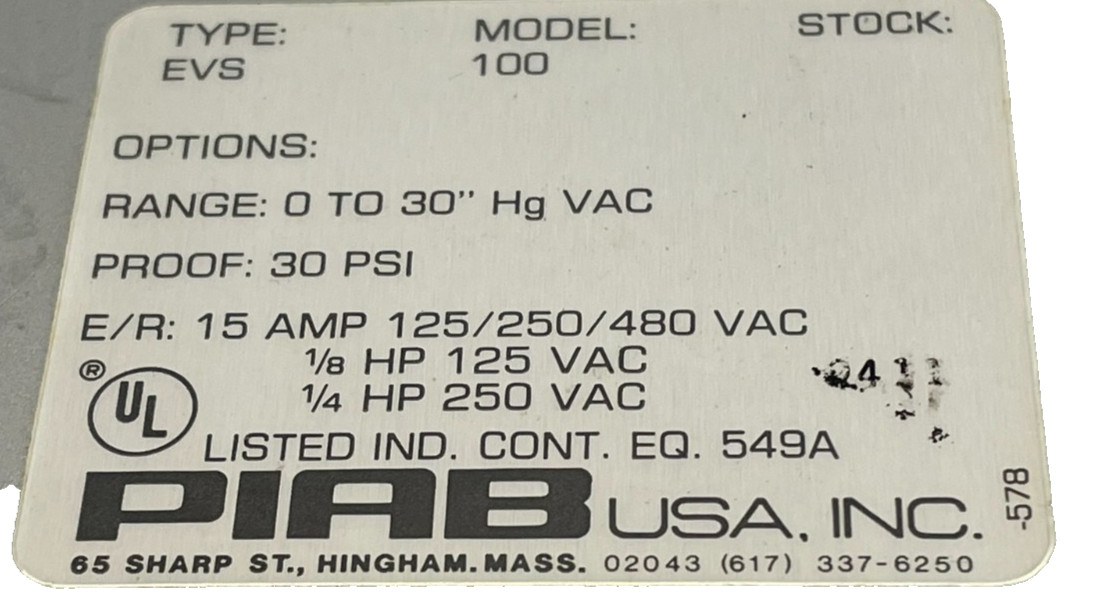 TYPE: MODEL: STOCK:
EVS 100
OPTIONS:
RANGE: 0 TO 30" Hg VAC
PROOF: 30 PSI
E/R: 15 AMP 125/250/480 VAC
1/8 HP 125 VAC
1/4 HP 250 VAC
® UL LISTED IND. CONT. EQ. 549A
PIAB USA, INC.
-578
65 SHARP ST., HINGHAM. MASS. 02043 (617) 337-6250